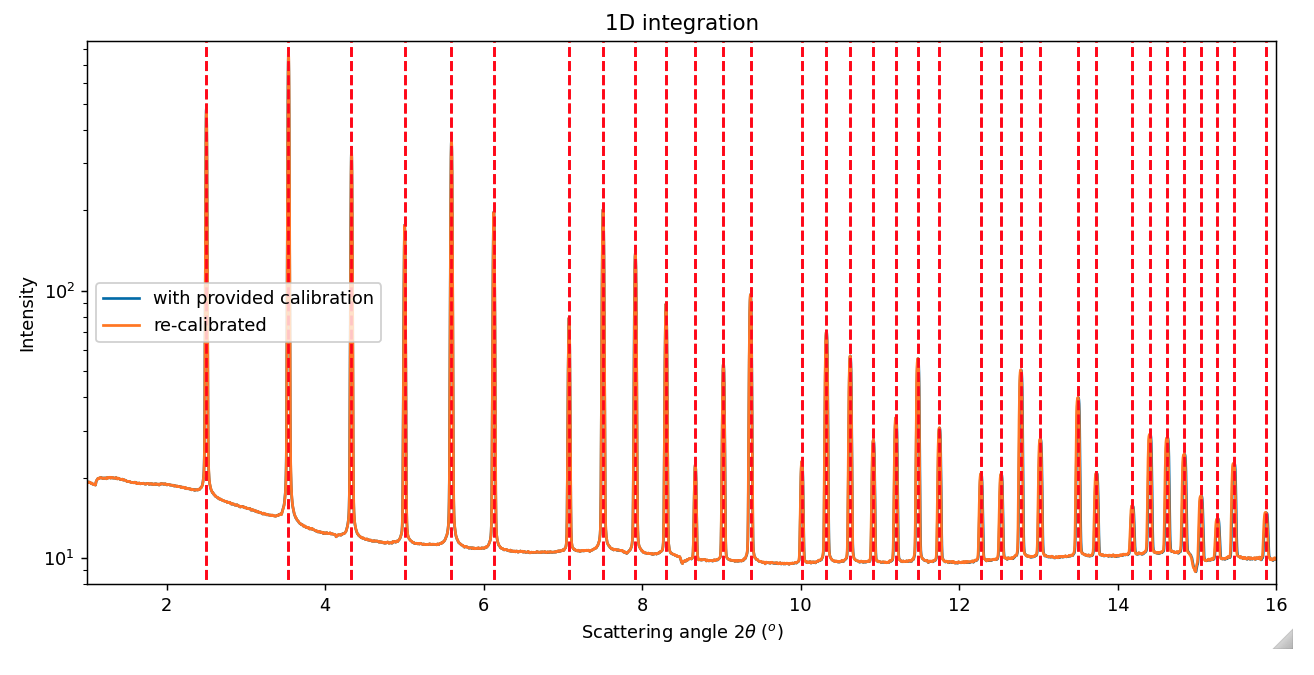 1D integration
Intensity
10²
10¹
with provided calibration
re-calibrated
2 4 6 8 10 12 14 16
Scattering angle 2θ (ᵒ)